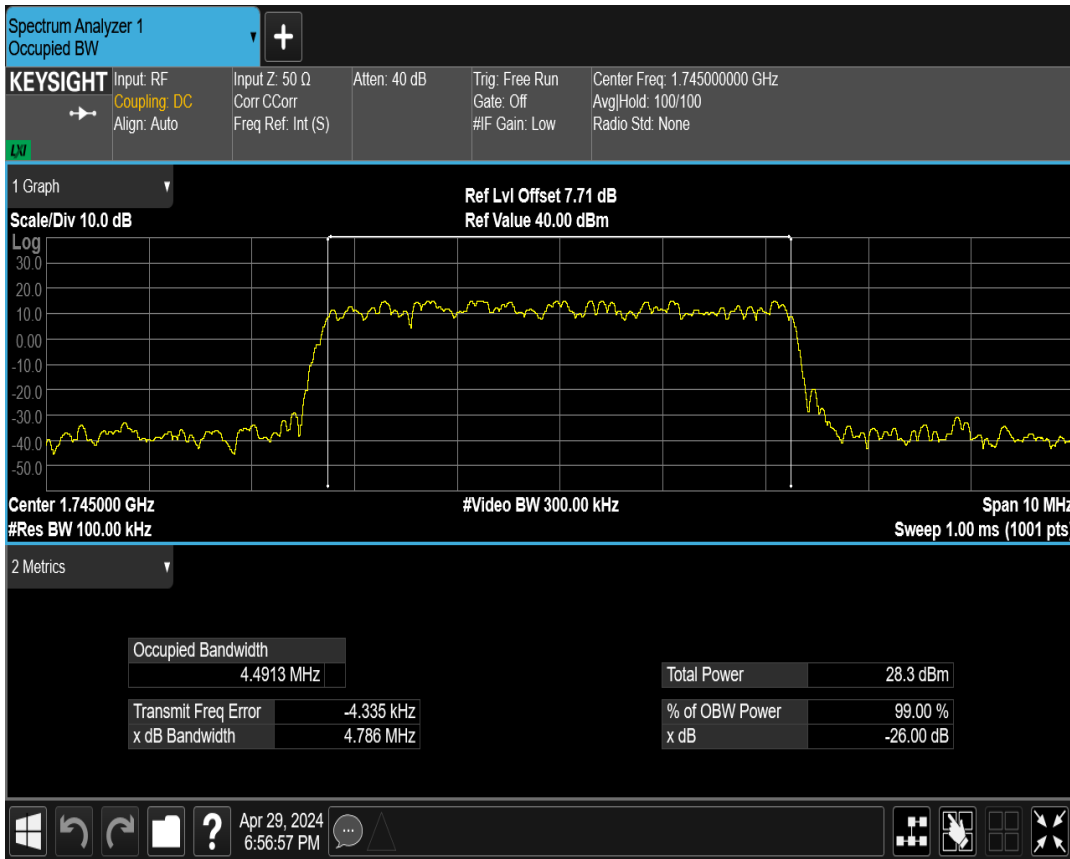 Spectrum Analyzer 1
Occupied BW
+
KEYSIGHT
LXI
Input: RF
Coupling: DC
Align: Auto
Input Z: 50 Ω
Corr CCorr
Freq Ref: Int (S)
Atten: 40 dB
Trig: Free Run
Gate: Off
#IF Gain: Low
Center Freq: 1.745000000 GHz
Avg|Hold: 100/100
Radio Std: None
1 Graph
Scale/Div 10.0 dB
Ref Lvl Offset 7.71 dB
Ref Value 40.00 dBm
Log
30.0
20.0
10.0
0.00
-10.0
-20.0
-30.0
-40.0
-50.0
Center 1.745000 GHz
#Video BW 300.00 kHz
Span 10 MHz
#Res BW 100.00 kHz
Sweep 1.00 ms (1001 pts)
2 Metrics
Occupied Bandwidth
4.4913 MHz
Transmit Freq Error -4.335 kHz
x dB Bandwidth 4.786 MHz
Total Power 28.3 dBm
% of OBW Power 99.00 %
x dB -26.00 dB
?
Apr 29, 2024
6:56:57 PM